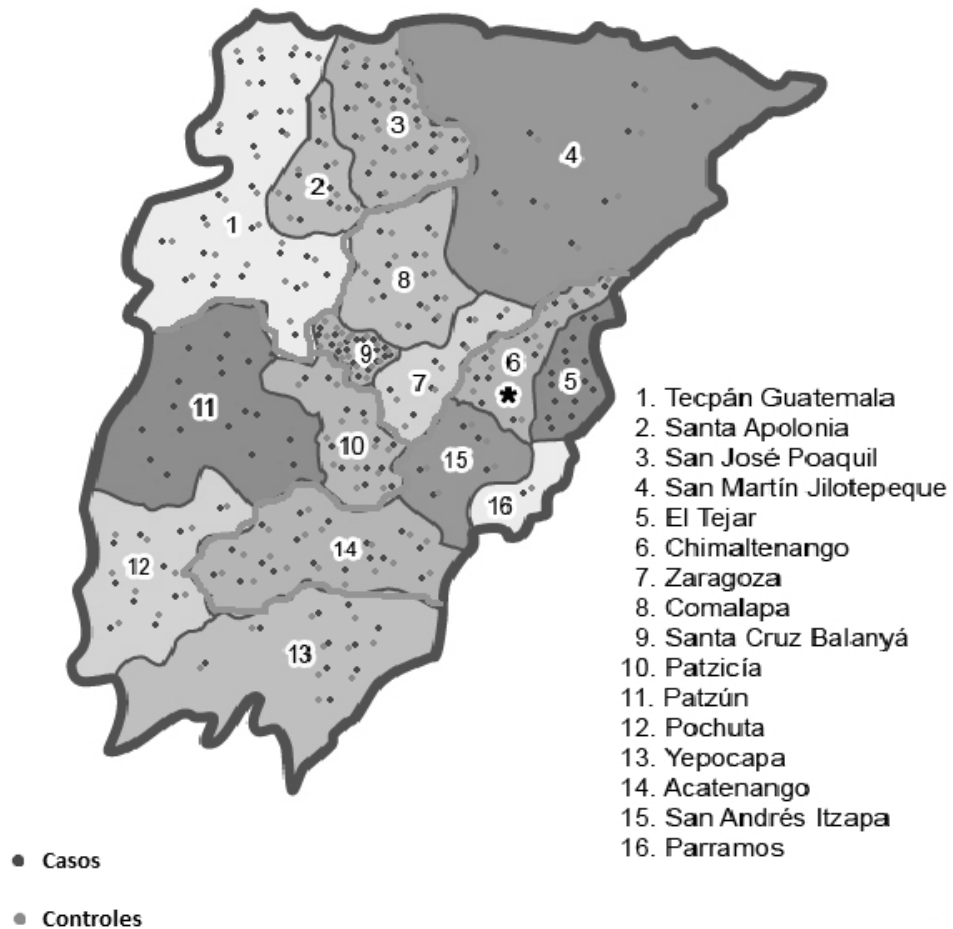 3
4
2
1
8
6
9
5
7
*
11
10
15
16
14
12
13
1. Tecpán Guatemala
2. Santa Apolonia
3. San José Poaquil
4. San Martín Jilotepeque
5. El Tejar
6. Chimaltenango
7. Zaragoza
8. Comalapa
9. Santa Cruz Balanyá
10. Patzicía
11. Patzún
12. Pochuta
13. Yepocapa
14. Acatenango
15. San Andrés Itzapa
16. Parramos
Casos
Controles